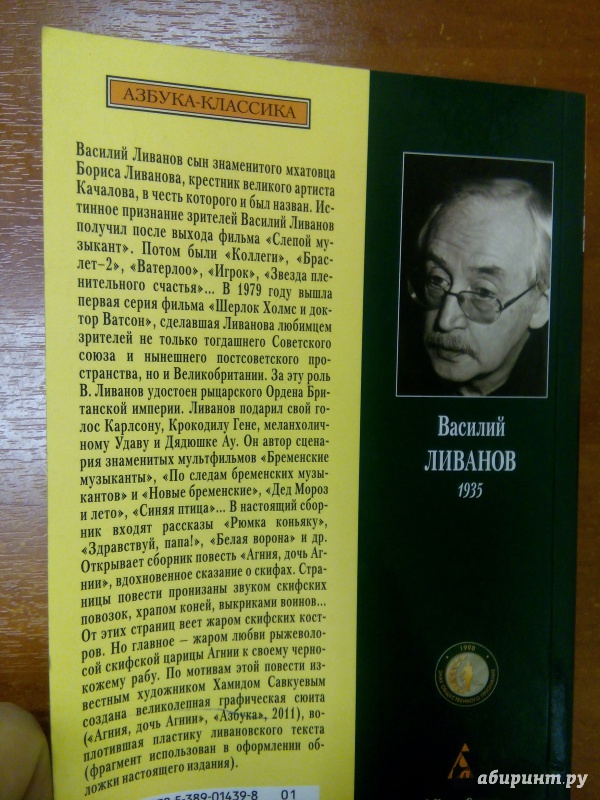 АЗБУКА-КЛАССИКА
Василий Ливанов сын знаменитого мхатовца
Бориса Ливанова, крестник великого артиста
Качалова, в честь которого и был назван. Ис-
тинное признание зрителей Василий Ливанов
получил после выхода фильма «Слепой му-
зыкант». Потом были «Коллеги», «Брас-
лет–2», «Ватерлоо», «Игрок», «Звезда пле-
нительного счастья»... В 1979 году вышла
первая серия фильма «Шерлок Холмс и док-
тор Ватсон», сделавшая Ливанова любимцем
зрителей не только тогдашнего Советского
союза и нынешнего постсоветского про-
странства, но и Великобритании. За эту роль
В. Ливанов удостоен рыцарского Ордена Бри-
танской империи. Ливанов подарил свой го-
лос Карлсону, Крокодилу Гене, меланхолич-
ному Удаву и Дядюшке Ау. Он автор сцена-
рия знаменитых мультфильмов «Бременские
музыканты», «По следам бременских музы-
кантов» и «Новые бременские», «Дед Мороз
и лето», «Синяя птица»... В настоящий сбор-
ник входят рассказы «Рюмка коньяку»,
«Здравствуй, папа!», «Белая ворона» и др.
Открывает сборник повесть «Агния, дочь Аг-
нии», вдохновенное сказание о скифах. Стра-
ницы повести пронизаны звуком скифских
повозок, храпом коней, выкриками воинов...
От этих страниц веет жаром скифских кост-
ров. Но главное – жаром любви рыжеволо-
сой скифской царицы Агнии к своему черно-
кожему рабу. По мотивам этой повести из-
вестным художником Хамидом Савкуевым
создана великолепная графическая сюита
(«Агния, дочь Агнии», «Азбука», 2011), во-
плотившая пластику ливановского текста
(фрагмент использован в оформлении об-
ложки настоящего издания).
5-389-01439-8 01
Василий
ЛИВАНОВ
1935
1998
абиринт.ру